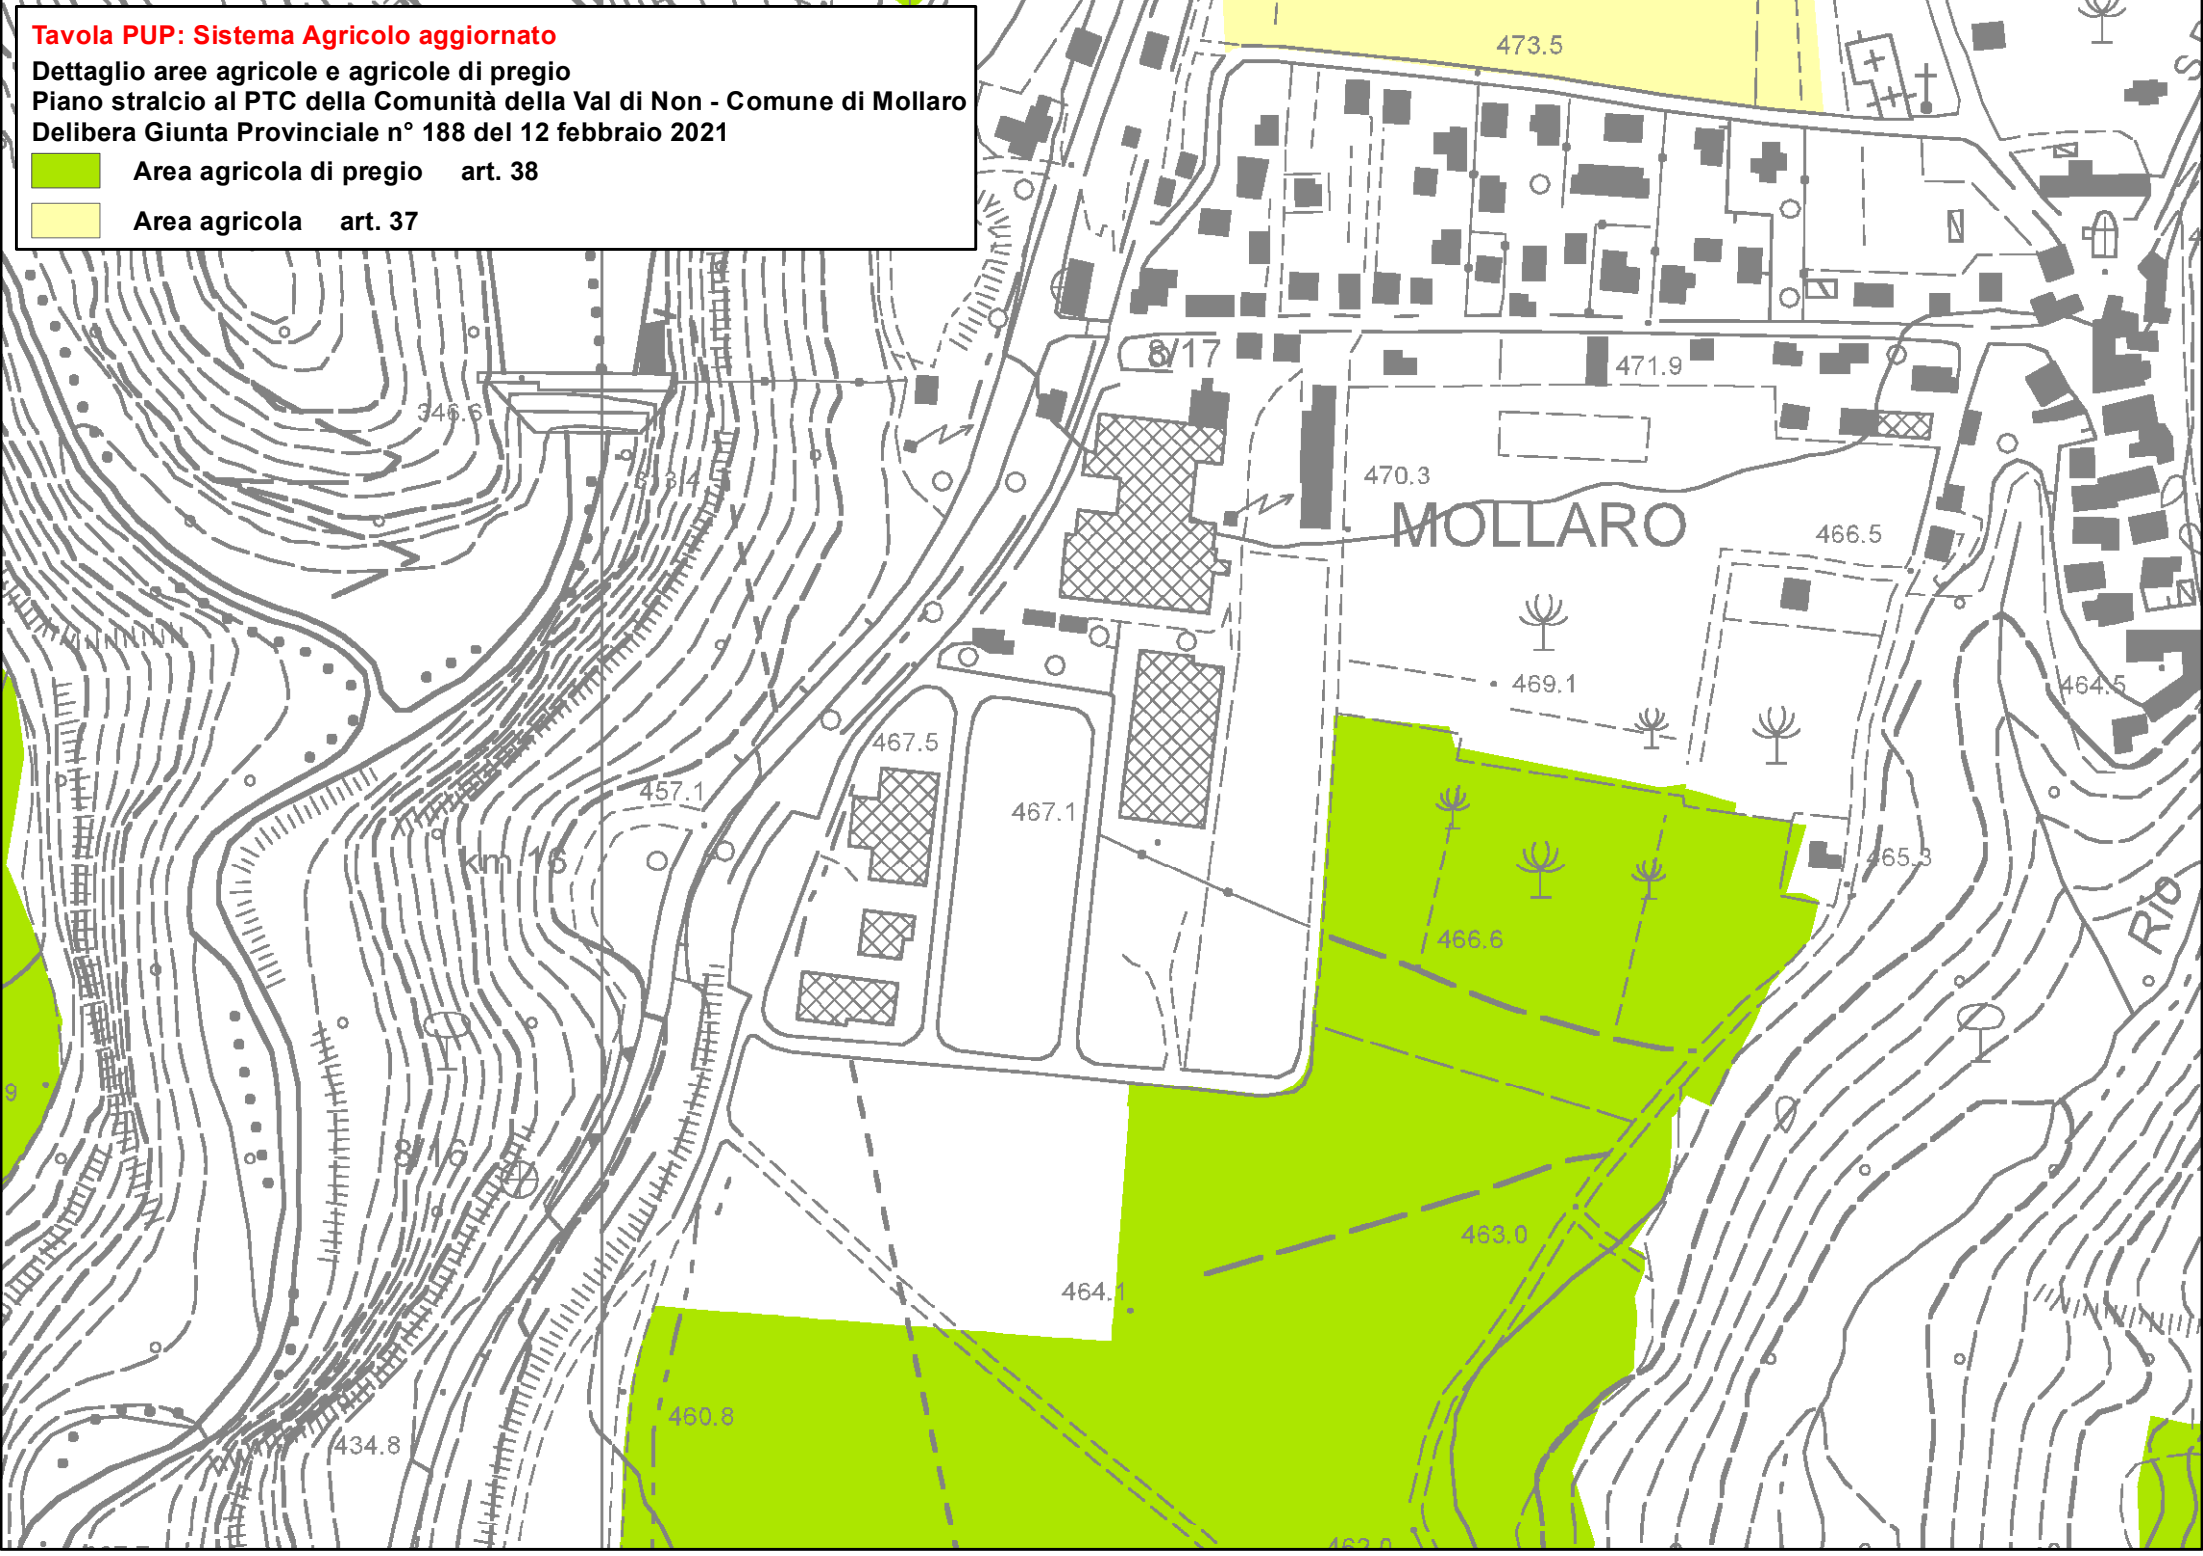 Tavola PUP: Sistema Agricolo aggiornato
Dettaglio aree agricole e agricole di pregio
Piano stralcio al PTC della Comunità della Val di Non - Comune di Mollaro
Delibera Giunta Provinciale n° 188 del 12 febbraio 2021
Area agricola di pregio art. 38
Area agricola art. 37
473.5
8/17
471.9
346.6
470.3
MOLLARO
466.5
469.1
464.5
467.5
457.1
467.1
km 16
465.3
466.6
RIO
9
8/16
463.0
464.1
460.8
434.8
462.0